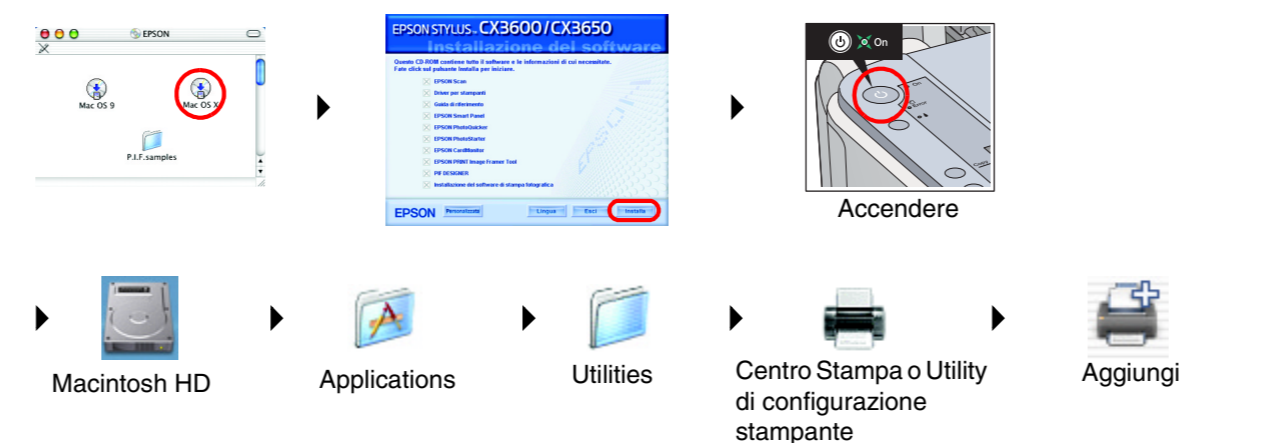 EPSON
Mac OS 9
Mac OS X
P.I.F.samples
EPSON STYLUS CX3600/CX3650
Installazione del software
Questo CD-ROM contiene tutto il software e le informazioni di cui necessitate.
Fate click sul pulsante Installa per iniziare.
EPSON Scan
Driver per stampanti
Guida di riferimento
EPSON Smart Panel
EPSON PhotoQuicker
EPSON PhotoStarter
EPSON CardMonitor
EPSON PRINT Image Framer Tool
PIF DESIGNER
Installazione del software di stampa fotografica
EPSON
Personalizzata
Lingua
Esci
Installa
On
Accendere
Macintosh HD
Applications
Utilities
Centro Stampa o Utility
di configurazione
stampante
Aggiungi